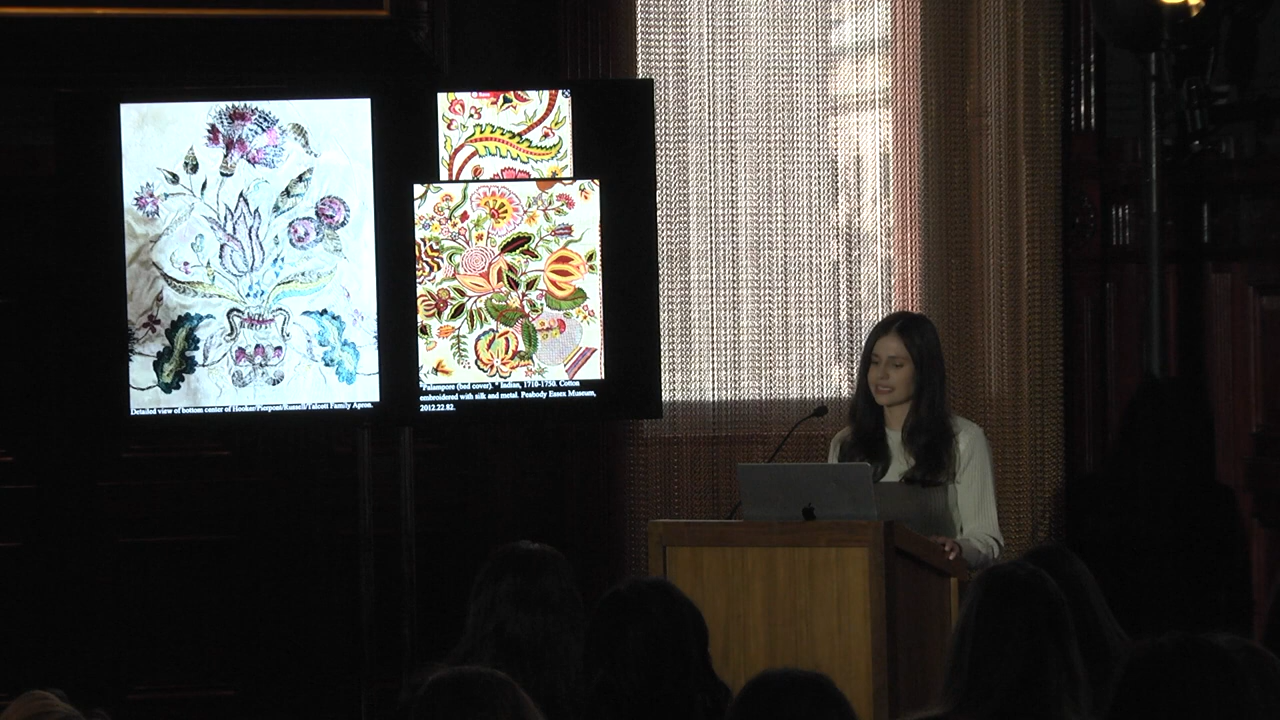 Detailed view of bottom center of Hooker/Pierpont/Russell/Talcott Family Apron.
"Palampore (bed cover). " Indian, 1710-1750. Cotton
embroidered with silk and metal. Peabody Essex Museum,
2012.22.82.